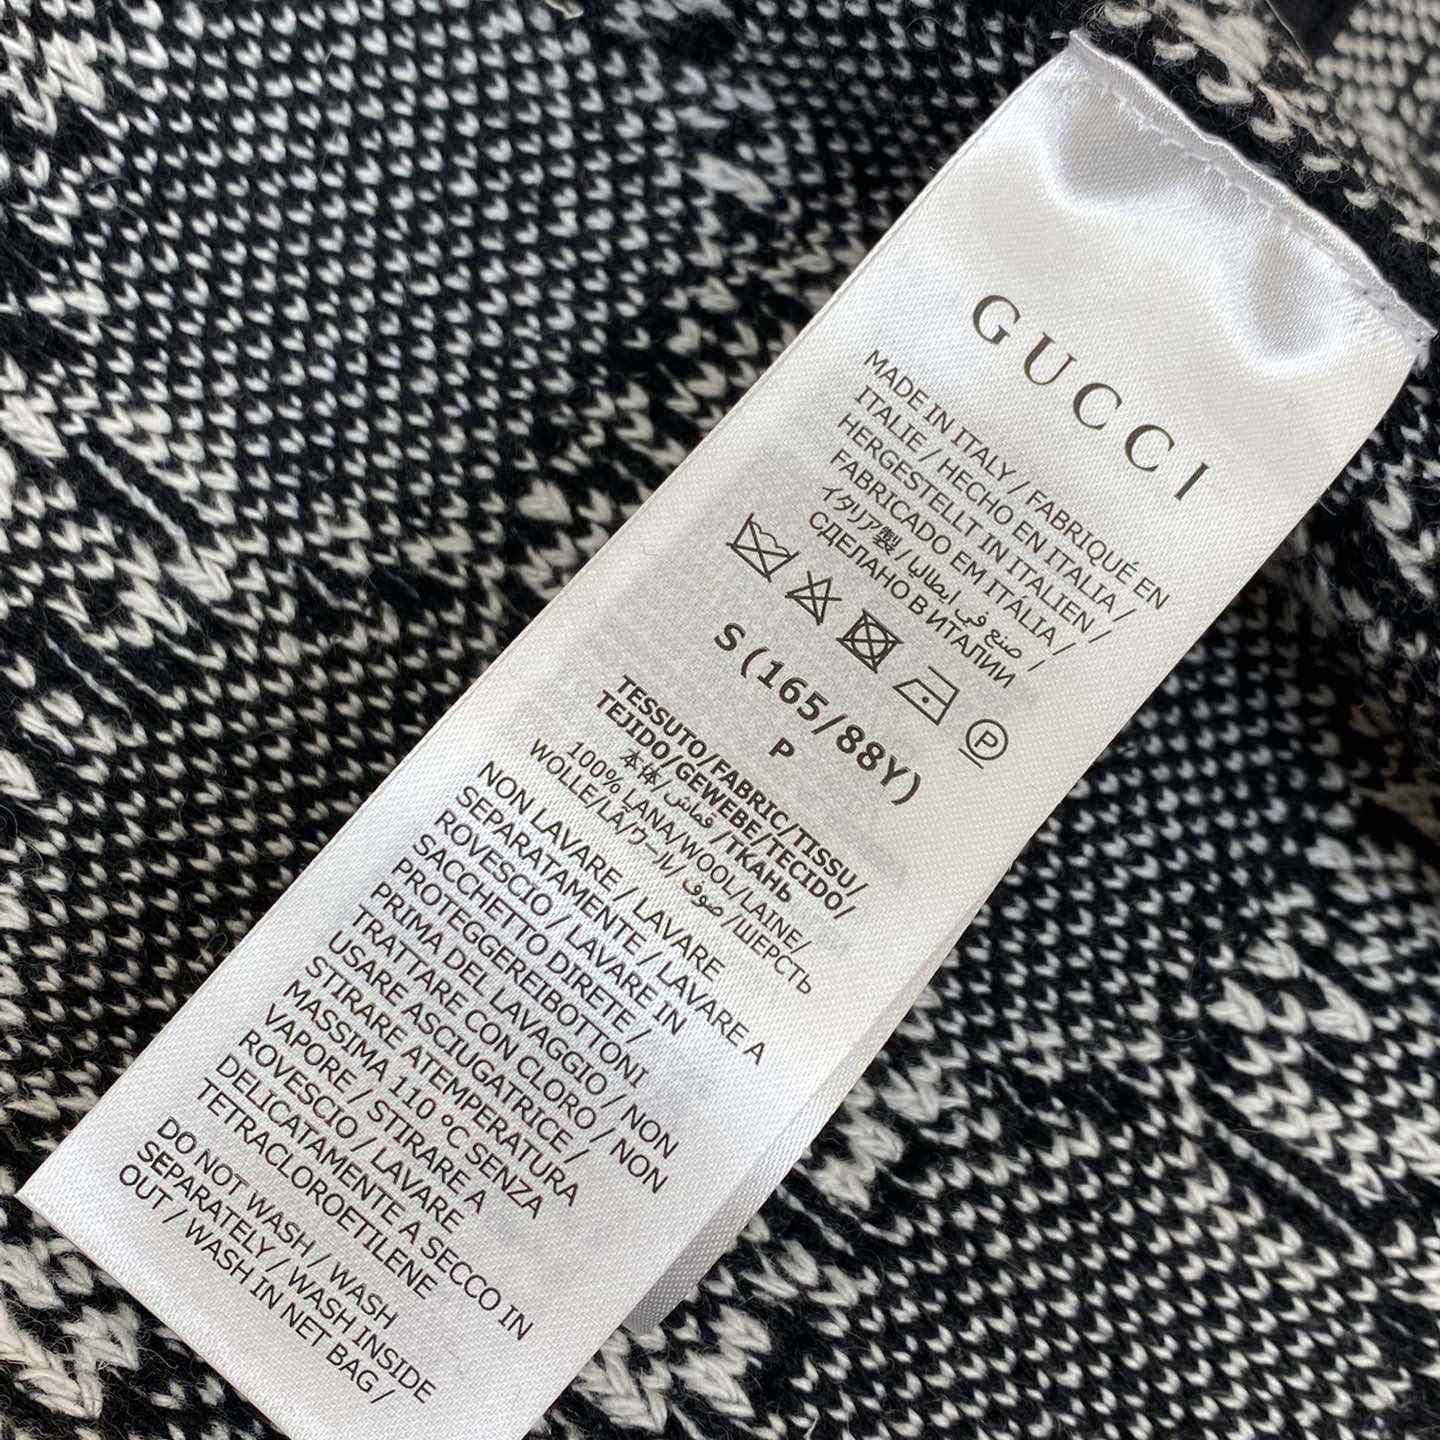 GUCCI
MADE IN ITALY / FABRIQUÉ EN
ITALIE / HECHO EN ITALIA /
HERGESTELLT IN ITALIEN /
FABRICADO EM ITALIA /
イタリア製 / صنع في ايطاليا /
СДЕЛАНО В ИТАЛИИ
P
S(165/88Y)
P
TESSUTO/FABRIC/TISSU/
TEJIDO/GEWEBE/TECIDO/
本体/قماش/ТКАНЬ
100% LANA/WOOL/LAINE/
WOLLE/LÃ/ウール/صوف/ШЕРСТЬ
NON LAVARE / LAVARE
SEPARATAMENTE / LAVARE A
ROVESCIO / LAVARE IN
SACCHETTO DIRETE /
PROTEGGEREIBOTTONI
PRIMA DEL LAVAGGIO / NON
TRATTARE CON CLORO / NON
USARE ASCIUGATRICE /
STIRARE ATEMPERATURA
MASSIMA 110 °C SENZA
VAPORE / STIRARE A
ROVESCIO / LAVARE
DELICATAMENTE A SECCO IN
TETRACLOROETILENE
DO NOT WASH / WASH
SEPARATELY / WASH INSIDE
OUT / WASH IN NET BAG /